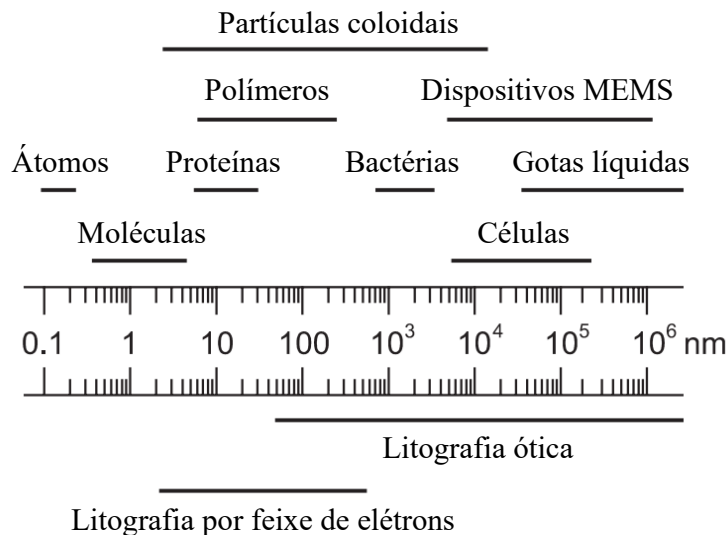 Partículas coloidais
Polímeros Dispositivos MEMS
Átomos Proteínas Bactérias Gotas líquidas
Moléculas Células
0.1 1 10 100 10³ 10⁴ 10⁵ 10⁶ nm
Litografia ótica
Litografia por feixe de elétrons